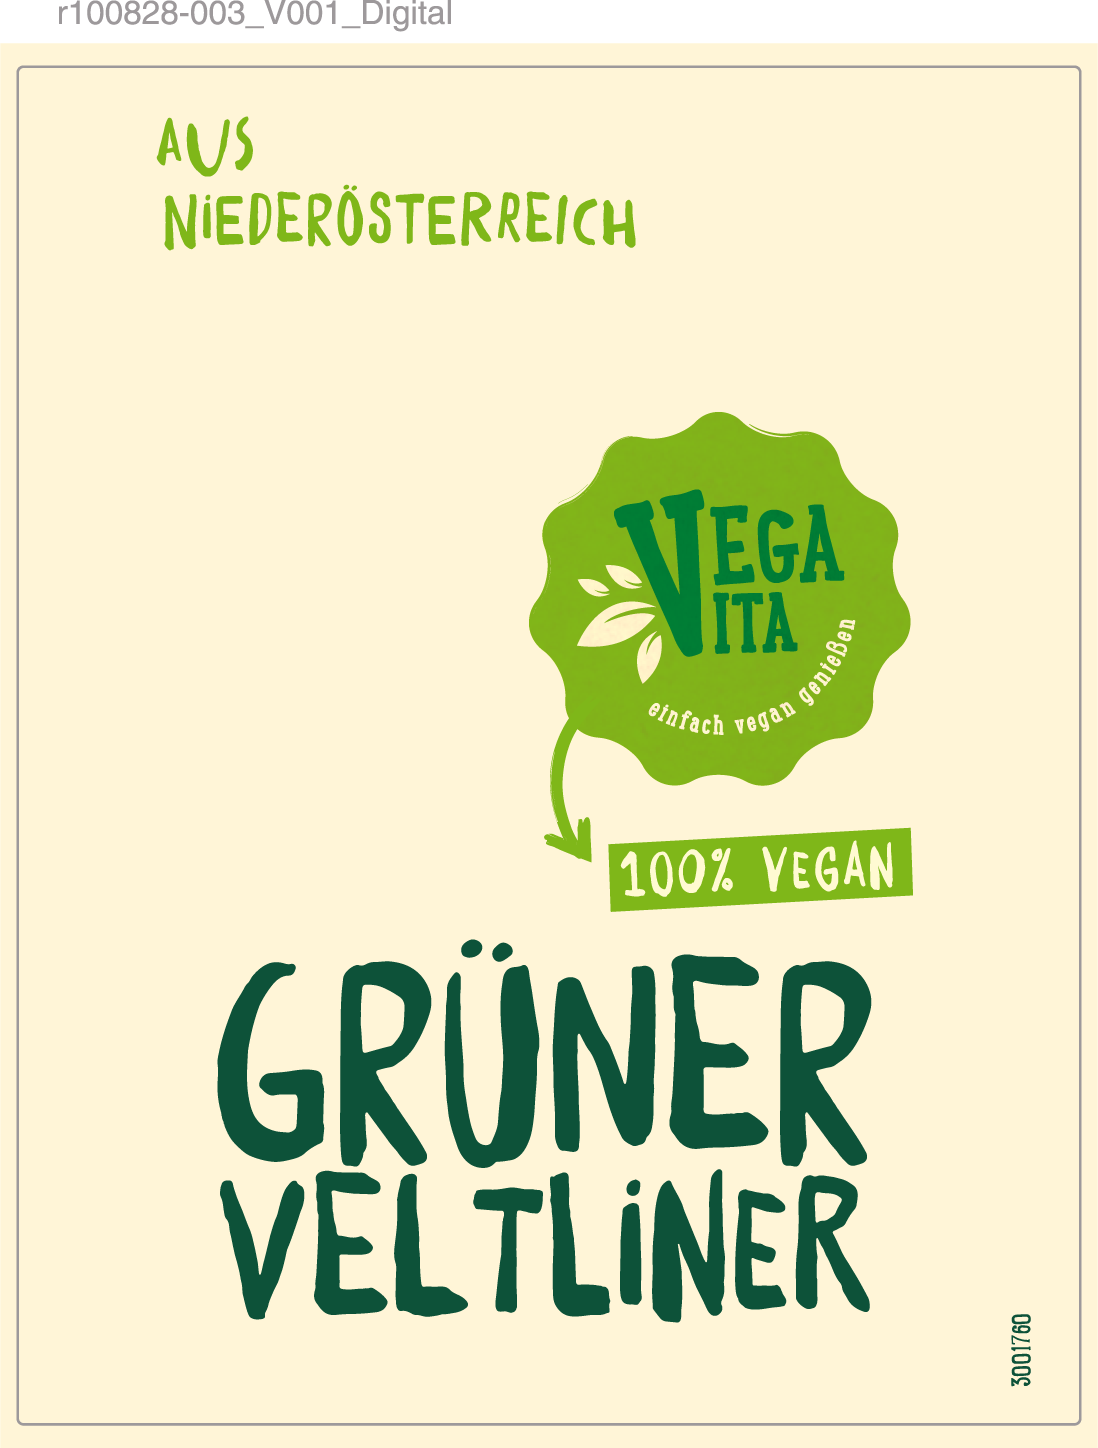 r100828-003_V001_Digital
AUS
NIEDERÖSTERREICH
VEGA
VITA
einfach vegan genießen
100% VEGAN
GRÜNER
VELTLINER
3001760